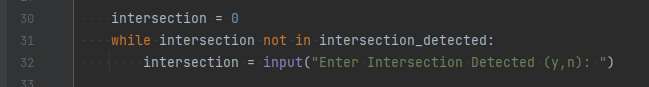 30 intersection = 0
31 while intersection not in intersection_detected:
32 intersection = input("Enter Intersection Detected (y,n): ")
33